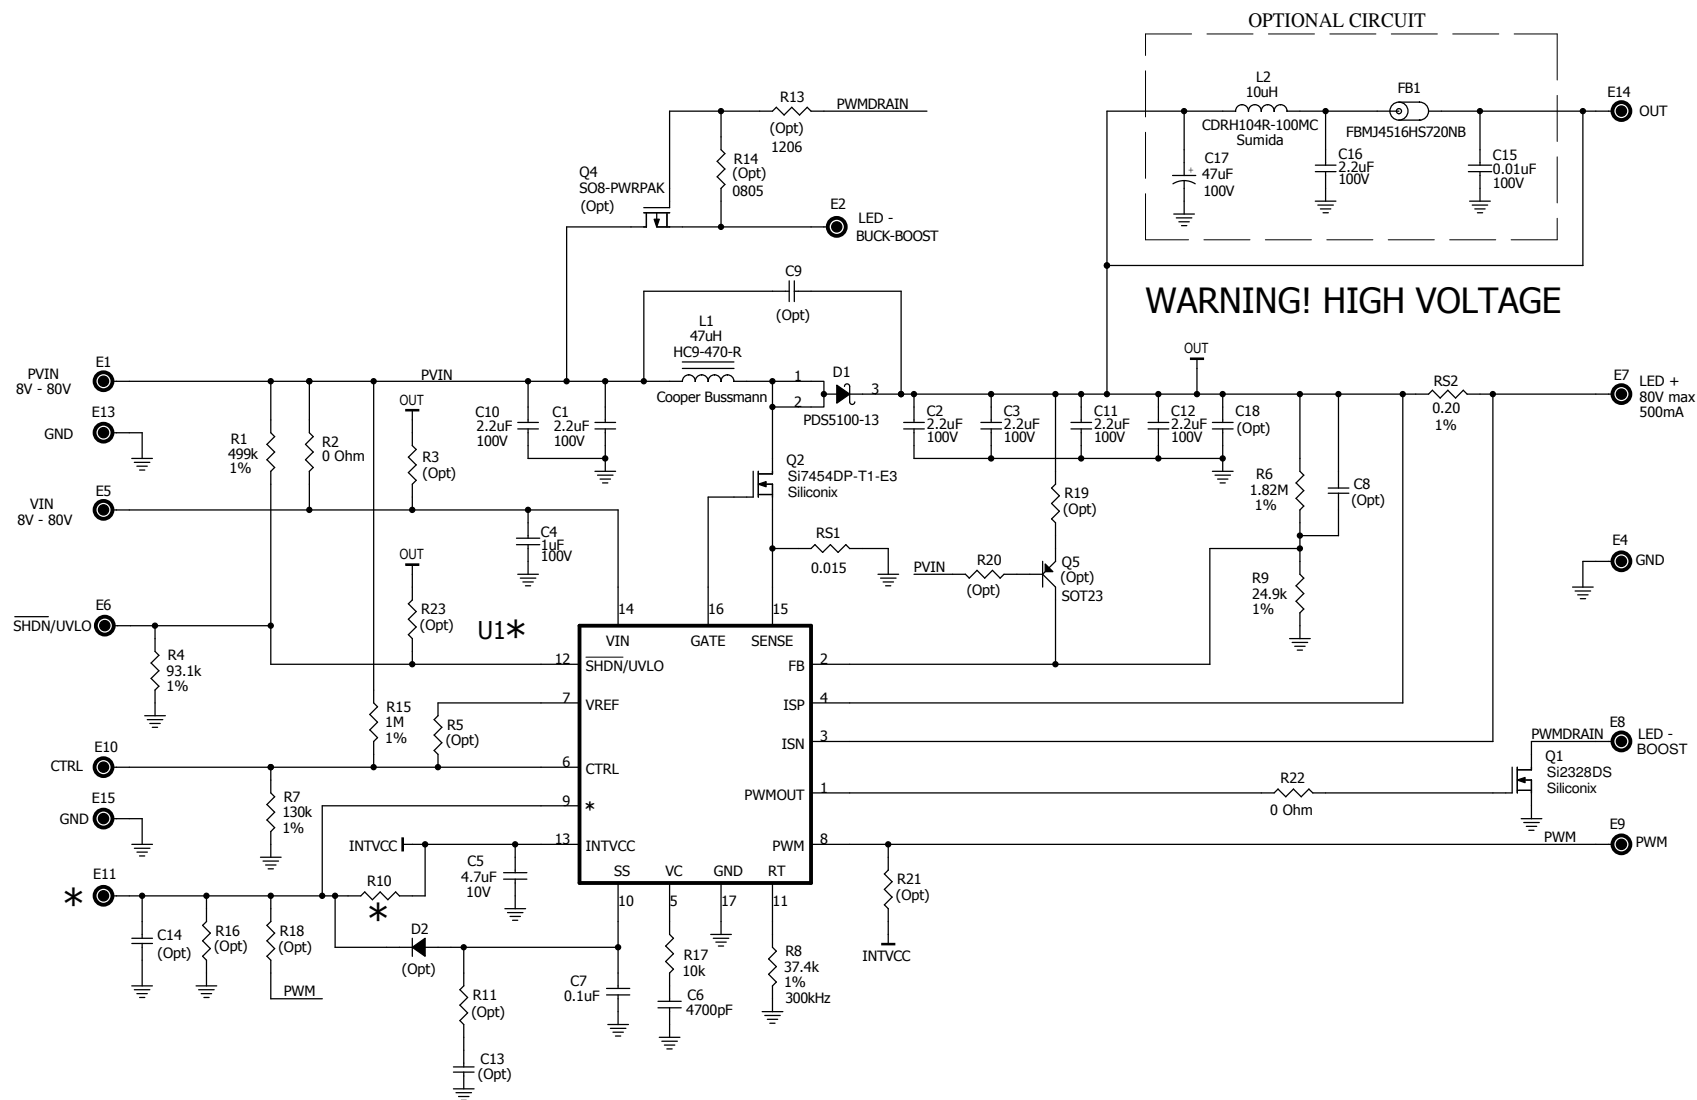 OPTIONAL CIRCUIT
L2
10uH
CDRH104R-100MC
Sumida
FB1
FBMJ4516HS720NB
E14
OUT
C17
47uF
100V
+
C16
2.2uF
100V
C15
0.01uF
100V
R13
(Opt)
1206
PWMDRAIN
R14
(Opt)
0805
Q4
SO8-PWRPAK
(Opt)
E2
LED -
BUCK-BOOST
C9
(Opt)
WARNING! HIGH VOLTAGE
L1
47uH
HC9-470-R
Cooper Bussmann
E1
PVIN
8V - 80V
PVIN
E13
GND
R1
499k
1%
R2
0 Ohm
OUT
R3
(Opt)
C10
2.2uF
100V
C1
2.2uF
100V
1
2
D1
3
PDS5100-13
OUT
C2
2.2uF
100V
C3
2.2uF
100V
C11
2.2uF
100V
C12
2.2uF
100V
C18
(Opt)
RS2
0.20
1%
E7
LED +
80V max
500mA
Q2
Si7454DP-T1-E3
Siliconix
E5
VIN
8V - 80V
C4
1uF
100V
RS1
0.015
R19
(Opt)
R6
1.82M
1%
C8
(Opt)
OUT
R23
(Opt)
PVIN
R20
(Opt)
Q5
(Opt)
SOT23
R9
24.9k
1%
E4
GND
E6
SHDN/UVLO
R4
93.1k
1%
U1*
14
VIN
16
GATE
15
SENSE
12
SHDN/UVLO
FB
2
7
VREF
ISP
4
R15
1M
1%
R5
(Opt)
ISN
3
E10
CTRL
6
CTRL
PWMOUT
1
R22
0 Ohm
PWMDRAIN
E8
LED -
BOOST
Q1
Si2328DS
Siliconix
E15
GND
R7
130k
1%
9
*
INTVCC
13
INTVCC
PWM
8
PWM
E9
PWM
C5
4.7uF
10V
SS
10
VC
5
GND
17
RT
11
R21
(Opt)
INTVCC
*
E11
R10
*
C14
(Opt)
R16
(Opt)
R18
(Opt)
PWM
D2
(Opt)
R11
(Opt)
C13
(Opt)
C7
0.1uF
R17
10k
C6
4700pF
R8
37.4k
1%
300kHz